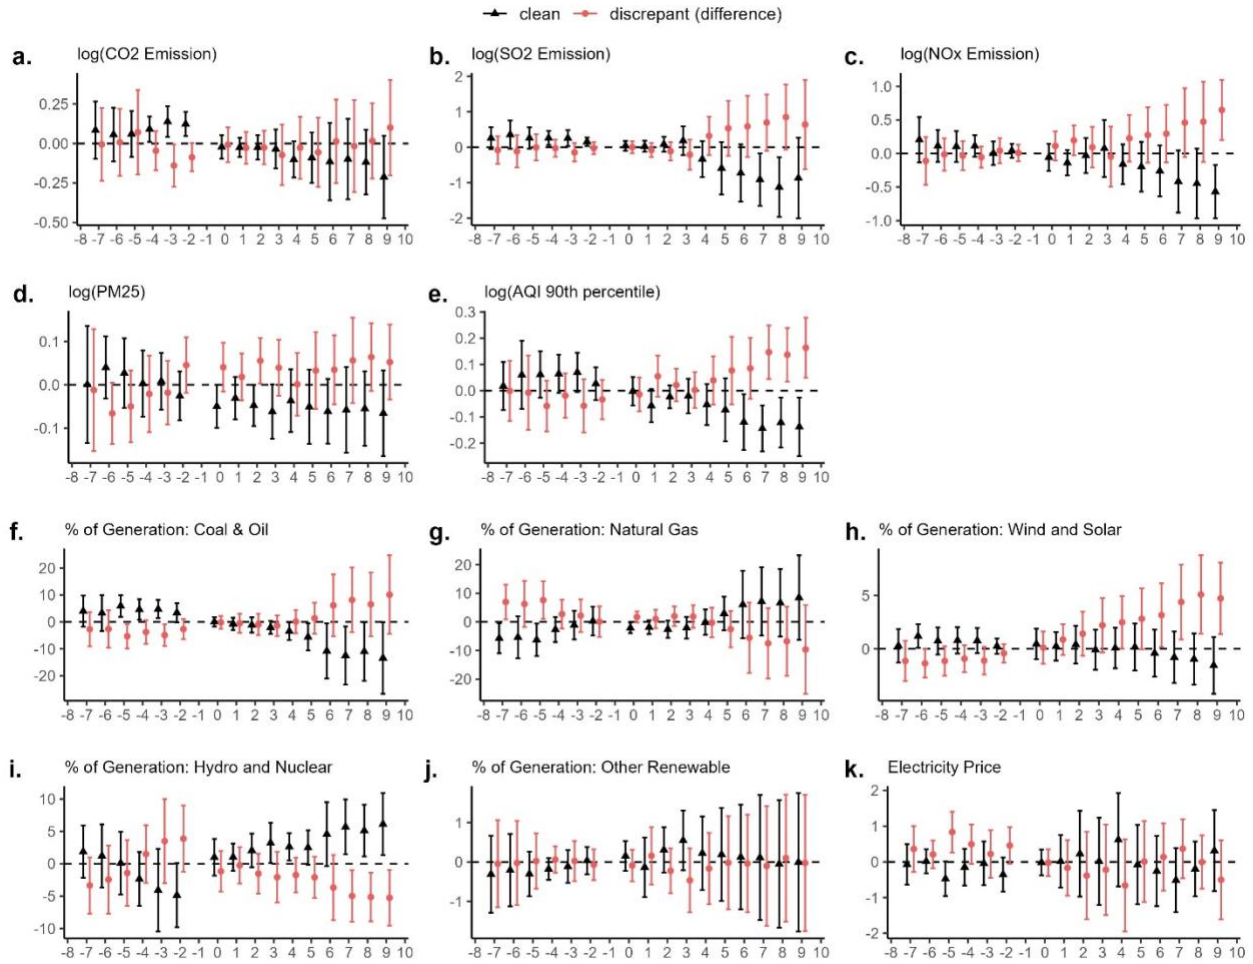 clean discrepant (difference)
a. log(CO2 Emission)
0.25
0.00
-0.25
-0.50
-8 -7 -6 -5 -4 -3 -2 -1 0 1 2 3 4 5 6 7 8 9 10
b. log(SO2 Emission)
2
1
0
-1
-2
-8 -7 -6 -5 -4 -3 -2 -1 0 1 2 3 4 5 6 7 8 9 10
c. log(NOx Emission)
1.0
0.5
0.0
-0.5
-1.0
-8 -7 -6 -5 -4 -3 -2 -1 0 1 2 3 4 5 6 7 8 9 10
d. log(PM25)
0.1
0.0
-0.1
-8 -7 -6 -5 -4 -3 -2 -1 0 1 2 3 4 5 6 7 8 9 10
e. log(AQI 90th percentile)
0.3
0.2
0.1
0.0
-0.1
-0.2
-8 -7 -6 -5 -4 -3 -2 -1 0 1 2 3 4 5 6 7 8 9 10
f. % of Generation: Coal & Oil
20
10
0
-10
-20
-8 -7 -6 -5 -4 -3 -2 -1 0 1 2 3 4 5 6 7 8 9 10
g. % of Generation: Natural Gas
20
10
0
-10
-20
-8 -7 -6 -5 -4 -3 -2 -1 0 1 2 3 4 5 6 7 8 9 10
h. % of Generation: Wind and Solar
5
0
-8 -7 -6 -5 -4 -3 -2 -1 0 1 2 3 4 5 6 7 8 9 10
i. % of Generation: Hydro and Nuclear
10
5
0
-5
-10
-8 -7 -6 -5 -4 -3 -2 -1 0 1 2 3 4 5 6 7 8 9 10
j. % of Generation: Other Renewable
1
0
-1
-8 -7 -6 -5 -4 -3 -2 -1 0 1 2 3 4 5 6 7 8 9 10
k. Electricity Price
2
1
0
-1
-2
-8 -7 -6 -5 -4 -3 -2 -1 0 1 2 3 4 5 6 7 8 9 10